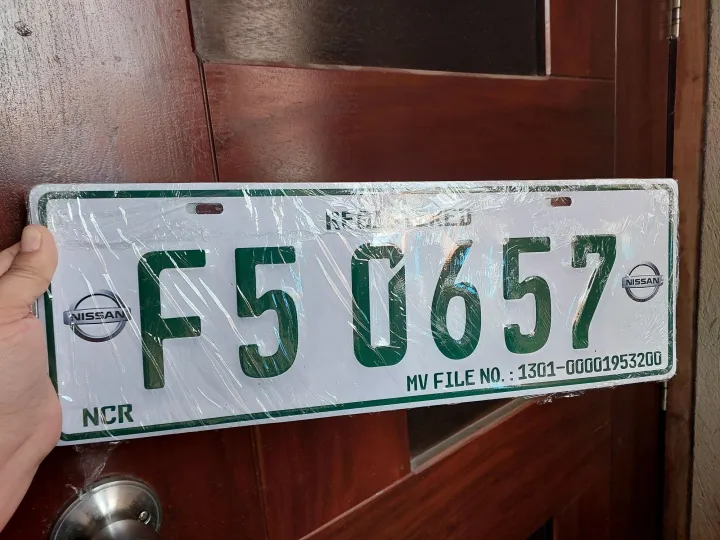 REGISTERED
F5 0657
NISSAN
NISSAN
MV FILE NO.: 1301-00001953200
NCR